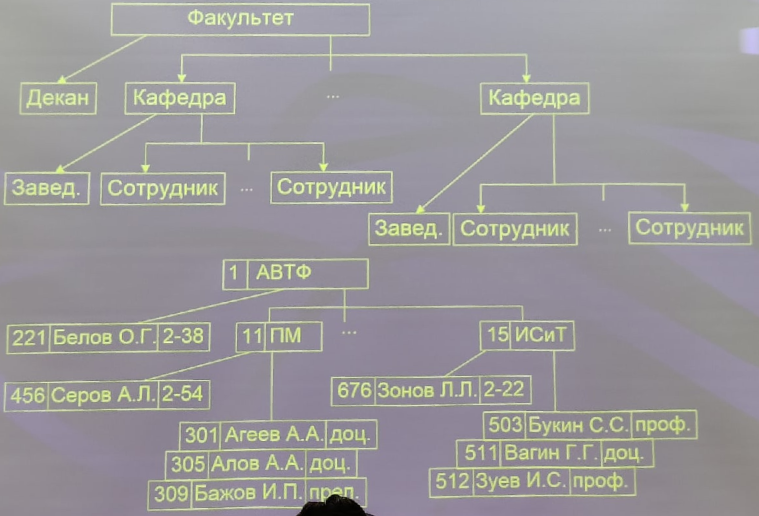 Факультет
Декан Кафедра ... Кафедра
Завед. Сотрудник ... Сотрудник
Завед. Сотрудник ... Сотрудник
1 АВТФ
221 Белов О.Г. 2-38 11 ПМ ... 15 ИСиТ
456 Серов А.Л. 2-54 676 Зонов Л.Л. 2-22
301 Агеев А.А. доц. 503 Букин С.С. проф.
305 Алов А.А. доц. 511 Вагин Г.Г. доц.
309 Бажов И.П. преп. 512 Зуев И.С. проф.